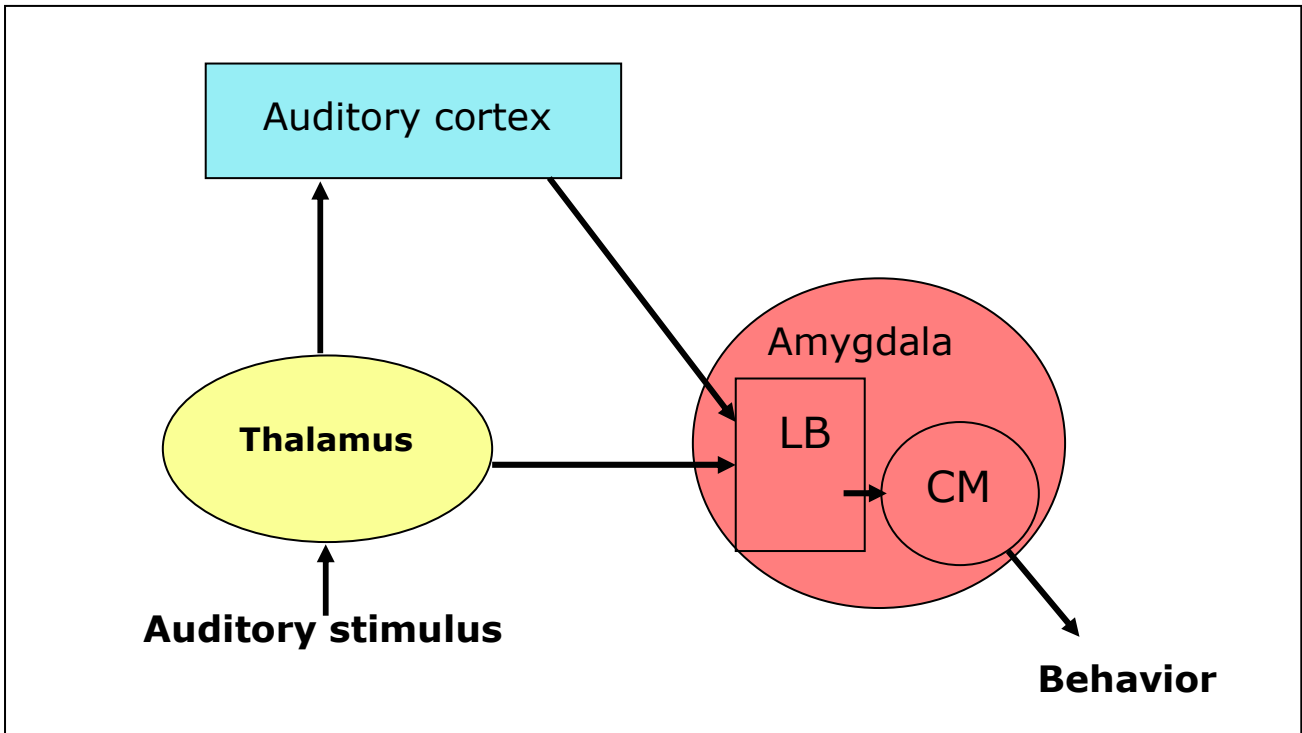 Auditory cortex
Amygdala
LB
Thalamus
CM
Auditory stimulus
Behavior